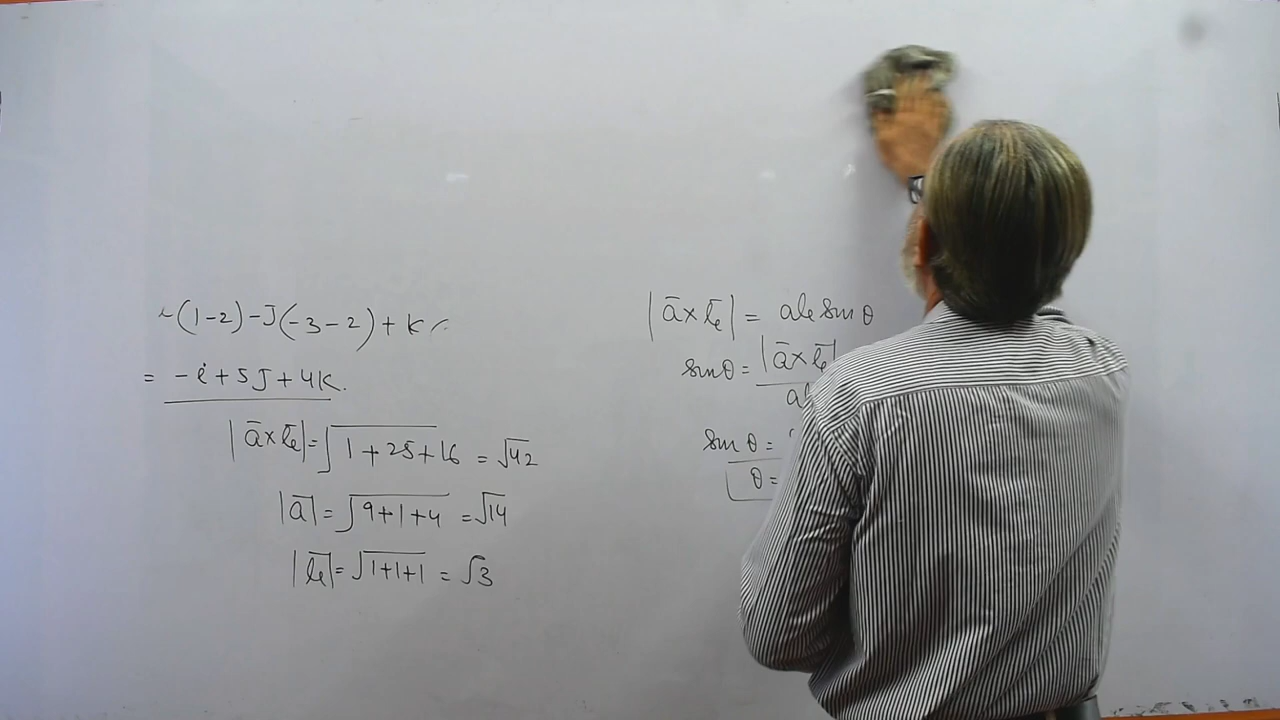 i(1-2)-J(-3-2)+K
= -i+5J+4K.
|a̅×b̅|=√1+25+16 = √42
|a̅|=√9+1+4 = √14
|b̅|=√1+1+1 = √3
|a̅×b̅| = ab sin θ
sinθ = |a̅×b̅|
sin θ =
θ =